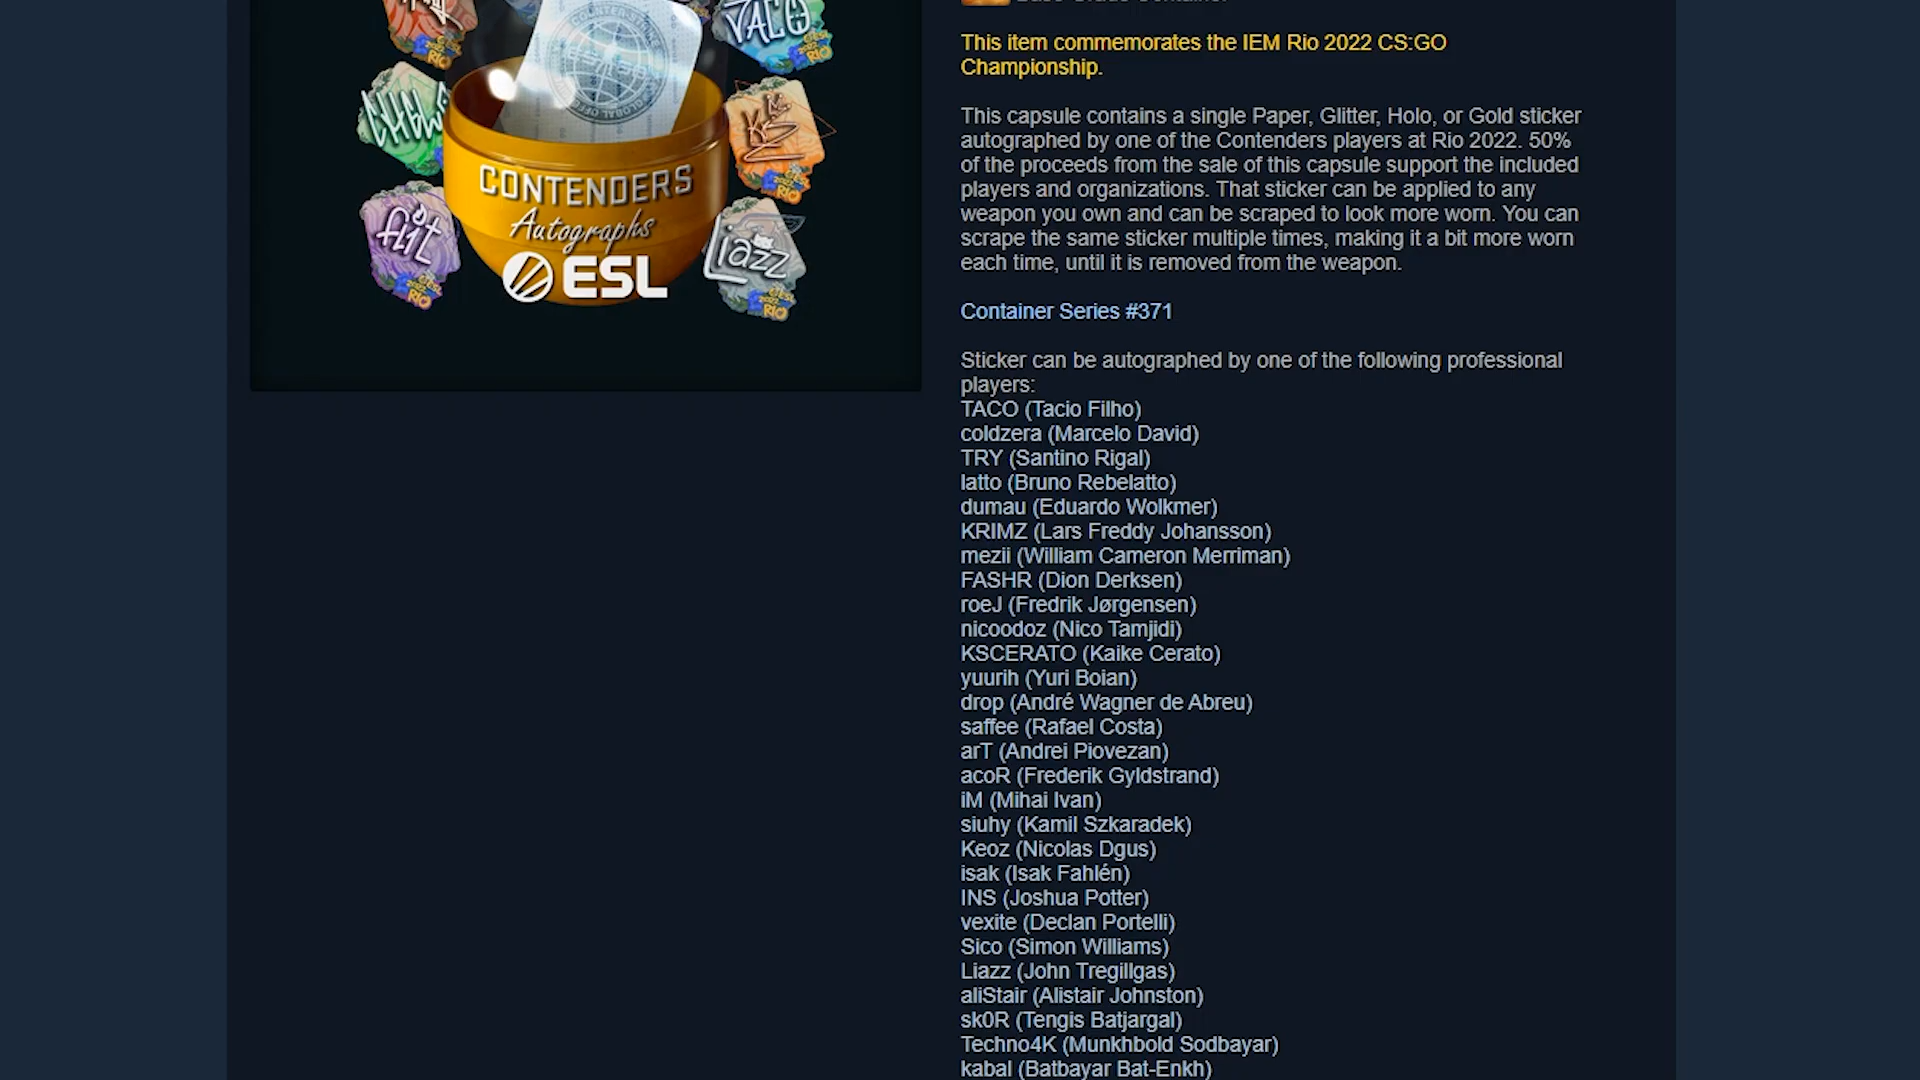 TACO
CONTENDERS
Autographs
ESL
flit
Liazz
RIO
RIO
RIO
RIO
RIO
This item commemorates the IEM Rio 2022 CS:GO
Championship.
This capsule contains a single Paper, Glitter, Holo, or Gold sticker
autographed by one of the Contenders players at Rio 2022. 50%
of the proceeds from the sale of this capsule support the included
players and organizations. That sticker can be applied to any
weapon you own and can be scraped to look more worn. You can
scrape the same sticker multiple times, making it a bit more worn
each time, until it is removed from the weapon.
Container Series #371
Sticker can be autographed by one of the following professional
players:
TACO (Tacio Filho)
coldzera (Marcelo David)
TRY (Santino Rigal)
latto (Bruno Rebelatto)
dumau (Eduardo Wolkmer)
KRIMZ (Lars Freddy Johansson)
mezii (William Cameron Merriman)
FASHR (Dion Derksen)
roeJ (Fredrik Jørgensen)
nicoodoz (Nico Tamjidi)
KSCERATO (Kaike Cerato)
yuurih (Yuri Boian)
drop (André Wagner de Abreu)
saffee (Rafael Costa)
arT (Andrei Piovezan)
acoR (Frederik Gyldstrand)
iM (Mihai Ivan)
siuhy (Kamil Szkaradek)
Keoz (Nicolas Dgus)
isak (Isak Fahlén)
INS (Joshua Potter)
vexite (Declan Portelli)
Sico (Simon Williams)
Liazz (John Tregillgas)
aliStair (Alistair Johnston)
sk0R (Tengis Batjargal)
Techno4K (Munkhbold Sodbayar)
kabal (Batbayar Bat-Enkh)